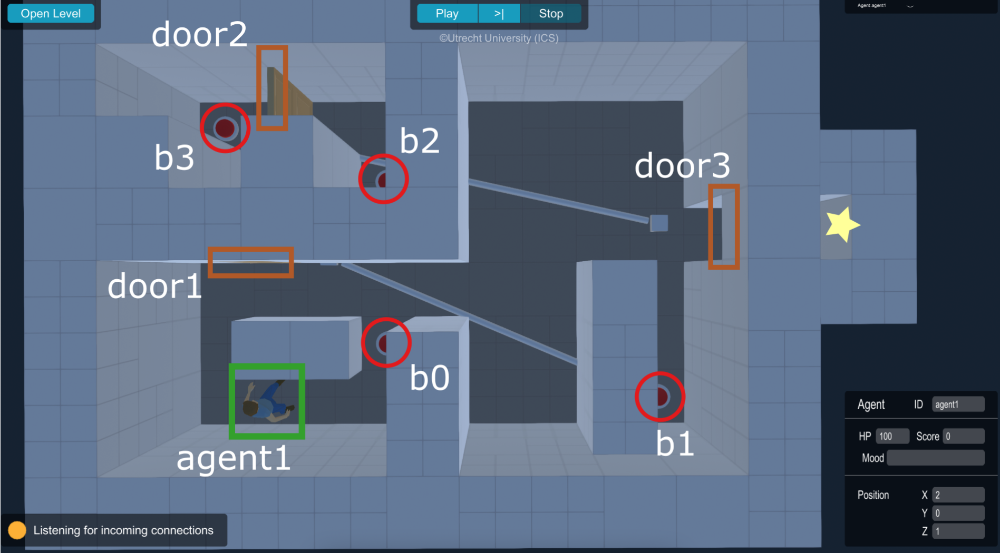 Open Level
Play
>|
Stop
Agent agent1
©Utrecht University (ICS)
door2
b2
b3
door3
door1
b0
b1
agent1
Agent ID agent1
HP 100 Score 0
Mood
Position X 2
Y 0
Z 1
Listening for incoming connections